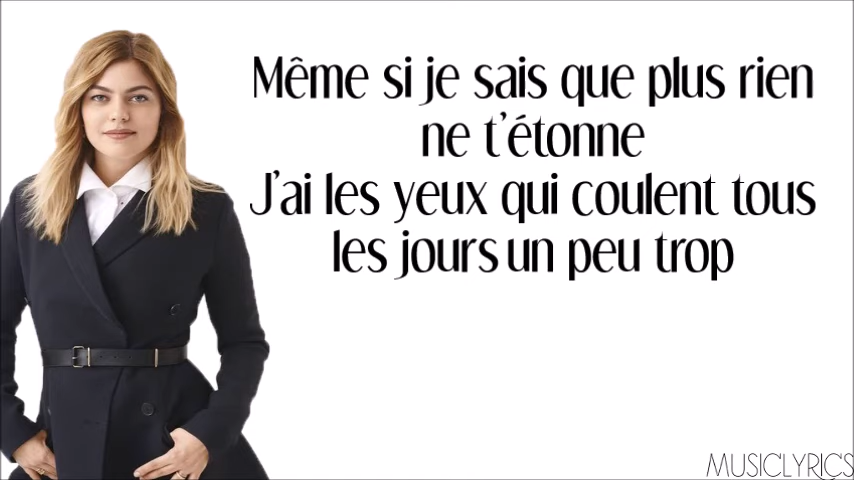 Même si je sais que plus rien
ne t'étonne
J'ai les yeux qui coulent tous
les jours un peu trop
MUSICLYRICS